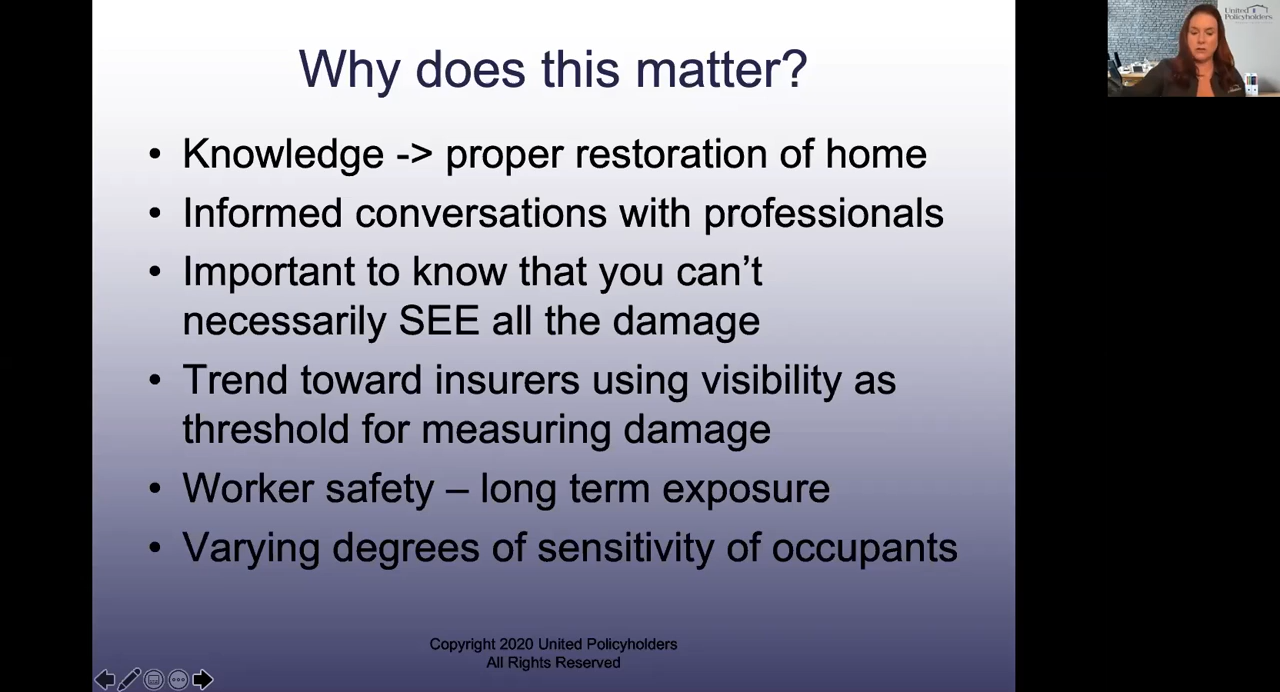 Why does this matter?
• Knowledge -> proper restoration of home
• Informed conversations with professionals
• Important to know that you can’t
necessarily SEE all the damage
• Trend toward insurers using visibility as
threshold for measuring damage
• Worker safety – long term exposure
• Varying degrees of sensitivity of occupants
Copyright 2020 United Policyholders
All Rights Reserved
United
Policyholders